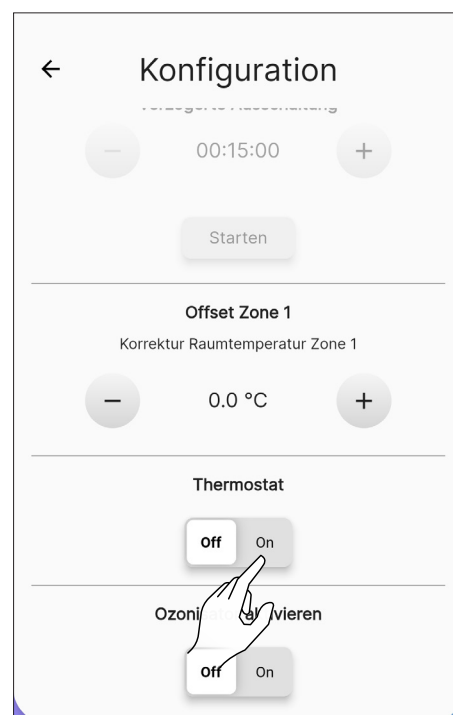 Konfiguration
00:15:00
Starten
Offset Zone 1
Korrektur Raumtemperatur Zone 1
0.0 °C
Thermostat
Off On
Off On